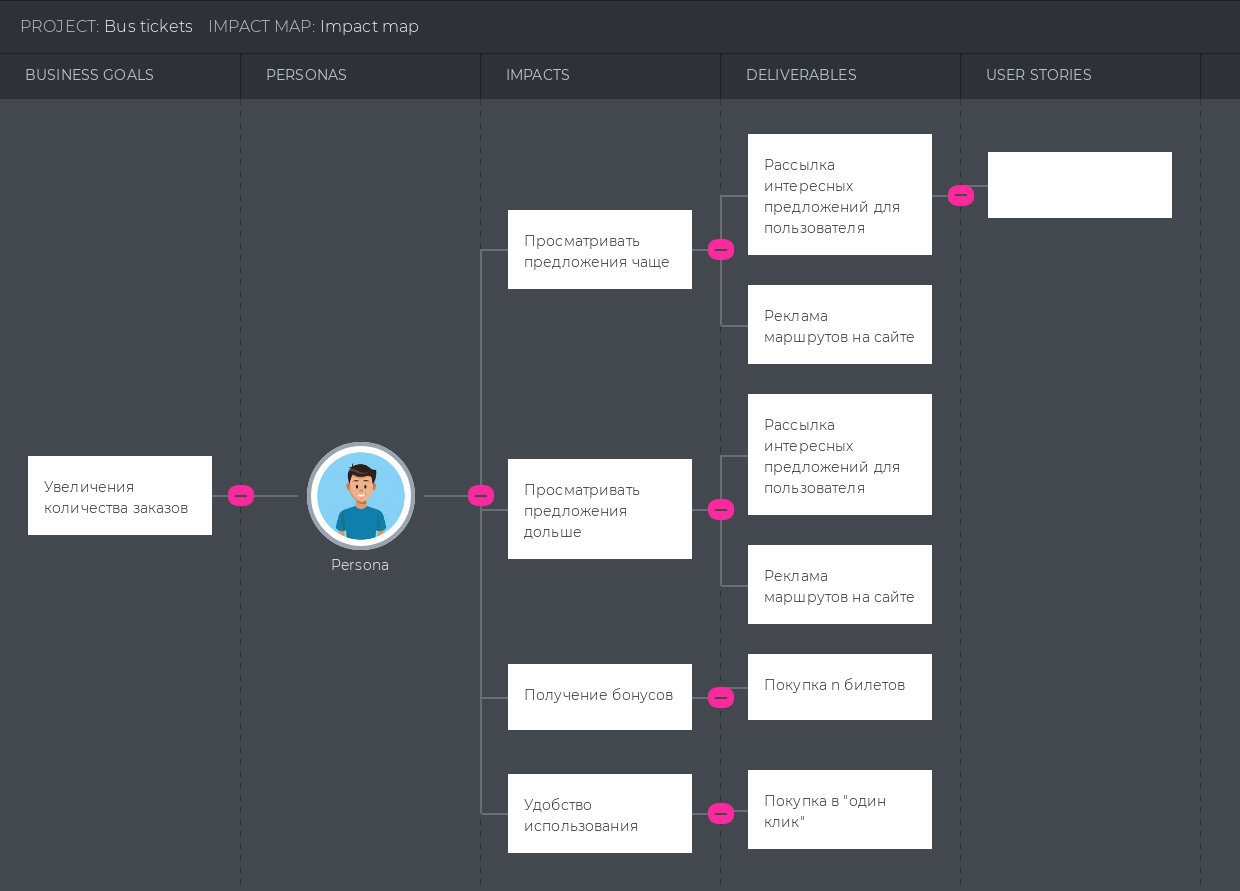 PROJECT: Bus tickets IMPACT MAP: Impact map
BUSINESS GOALS
PERSONAS
IMPACTS
DELIVERABLES
USER STORIES
Увеличения
количества заказов
Persona
Просматривать
предложения чаще
Рассылка
интересных
предложений для
пользователя
Реклама
маршрутов на сайте
Просматривать
предложения
дольше
Рассылка
интересных
предложений для
пользователя
Реклама
маршрутов на сайте
Получение бонусов
Покупка n билетов
Удобство
использования
Покупка в "один
клик"